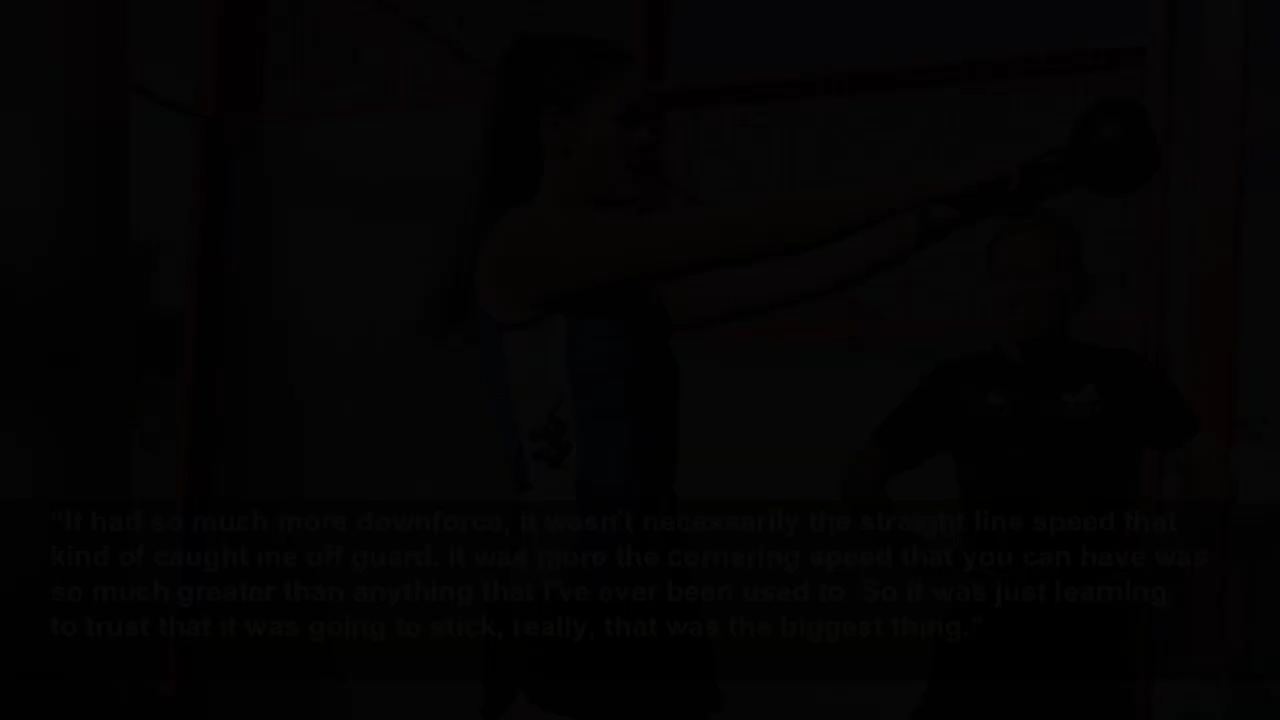 "It had so much more downforce, it wasn't necessarily the straight line speed that
kind of caught me off guard. It was more the cornering speed that you can have was
so much greater than anything that I've ever been used to. So it was just learning
to trust that it was going to stick, really, that was the biggest thing."